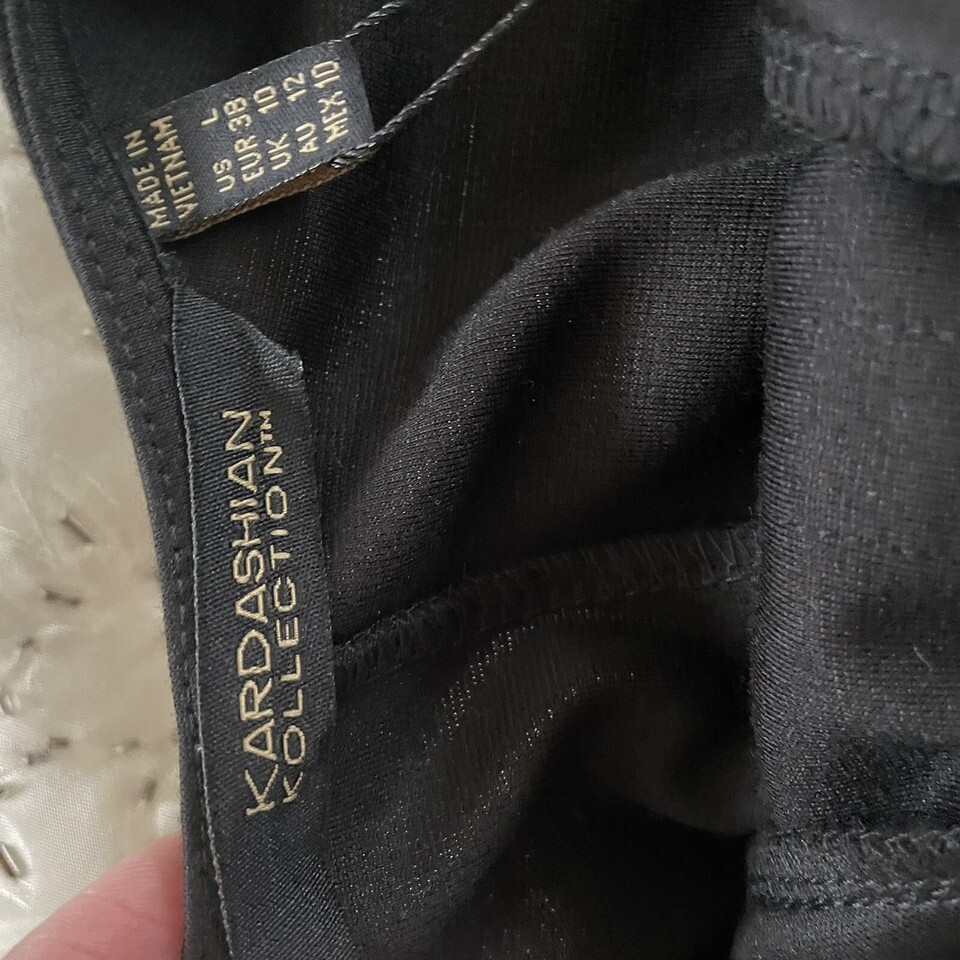 MADE IN
VIETNAM
US L
EUR 38
UK 10
AU 12
MEX 10
KARDASHIAN
KOLLECTION™